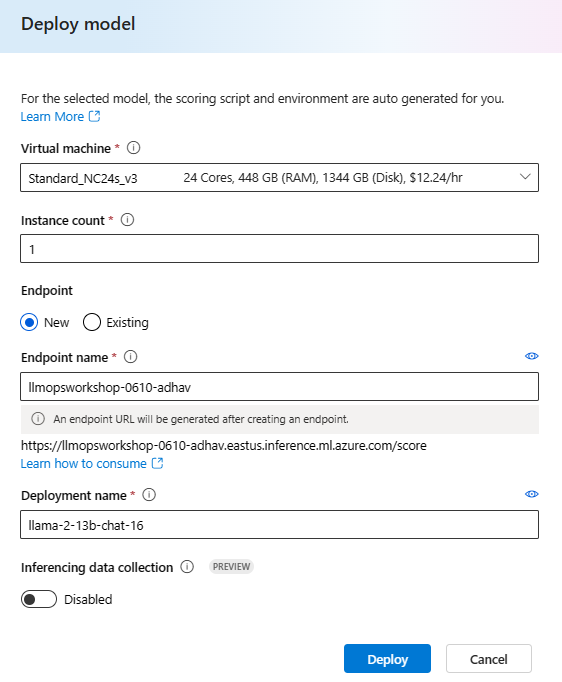 Deploy model
For the selected model, the scoring script and environment are auto generated for you.
Learn More
Virtual machine *
Standard_NC24s_v3 24 Cores, 448 GB (RAM), 1344 GB (Disk), $12.24/hr
Instance count *
1
Endpoint
New Existing
Endpoint name *
llmopsworkshop-0610-adhav
An endpoint URL will be generated after creating an endpoint.
https://llmopsworkshop-0610-adhav.eastus.inference.ml.azure.com/score
Learn how to consume
Deployment name *
llama-2-13b-chat-16
Inferencing data collection PREVIEW
Disabled
Deploy Cancel